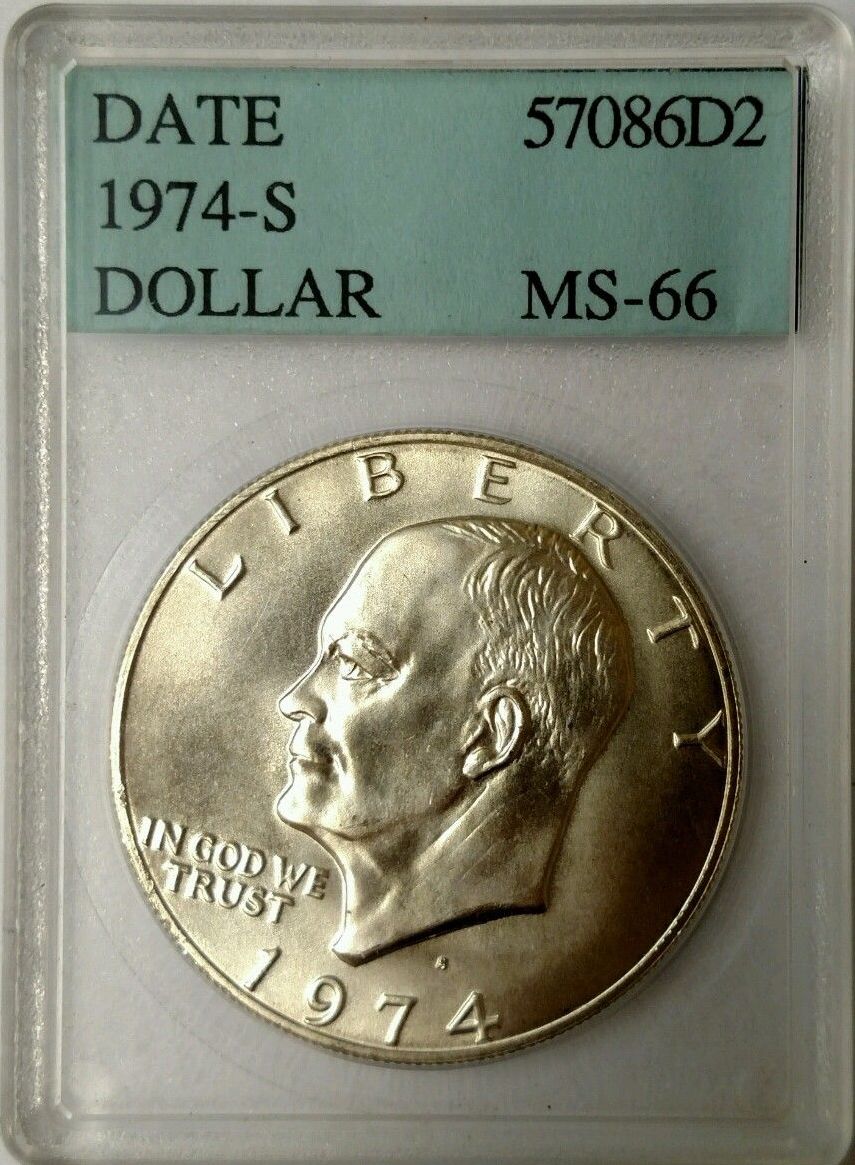 DATE 57086D2
1974-S
DOLLAR MS-66
LIBERTY
IN GOD WE
TRUST
S
1974